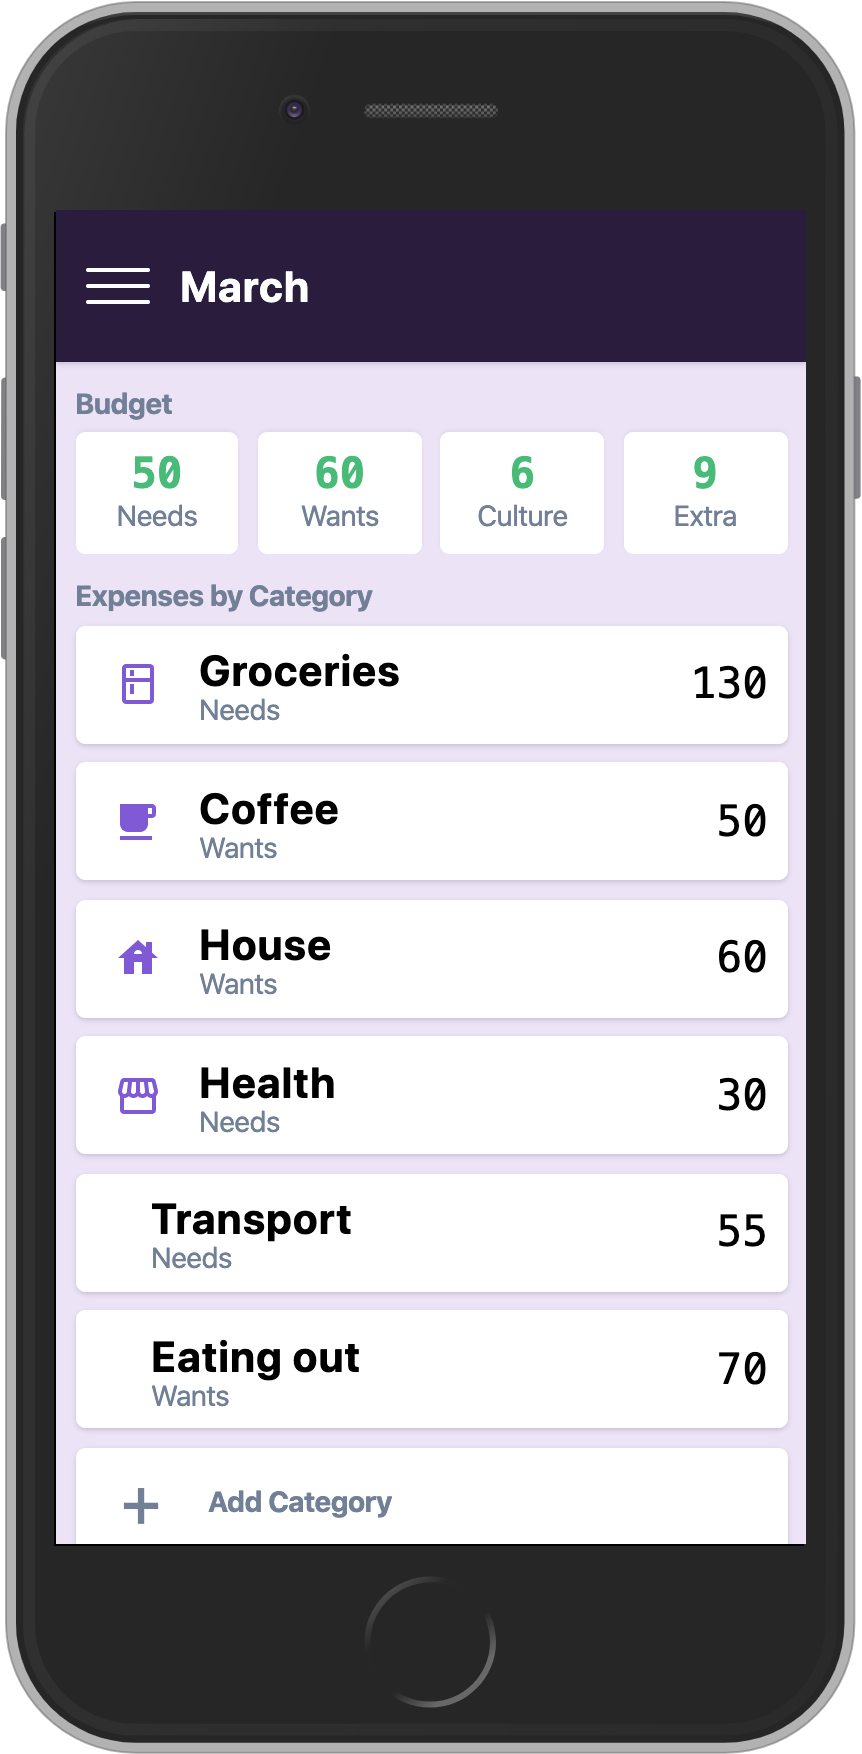 March
Budget
50 60 6 9
Needs Wants Culture Extra
Expenses by Category
Groceries 130
Needs
Coffee 50
Wants
House 60
Wants
Health 30
Needs
Transport 55
Needs
Eating out 70
Wants
+ Add Category